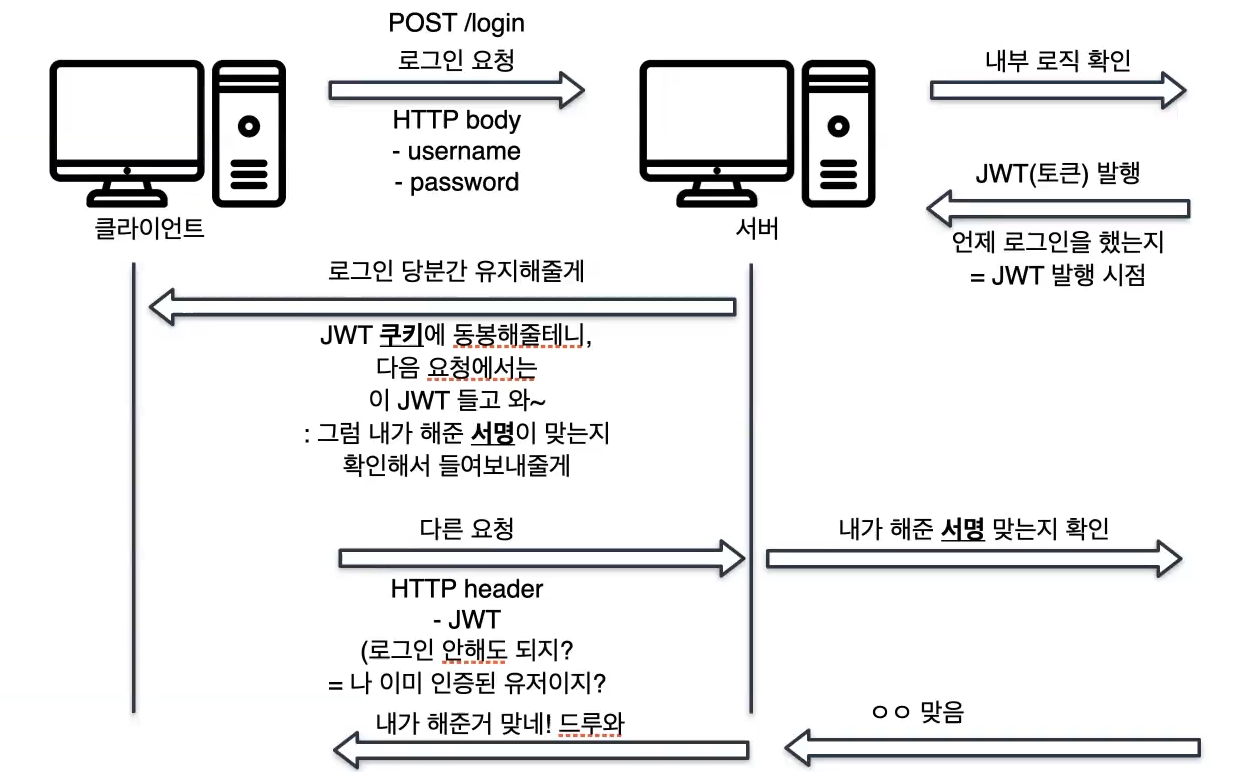 POST /login
로그인 요청
HTTP body
- username
- password
클라이언트
서버
내부 로직 확인
JWT(토큰) 발행
언제 로그인을 했는지
= JWT 발행 시점
로그인 당분간 유지해줄게
JWT 쿠키에 동봉해줄테니,
다음 요청에서는
이 JWT 들고 와~
: 그럼 내가 해준 서명이 맞는지
확인해서 들여보내줄게
다른 요청
HTTP header
- JWT
(로그인 안해도 되지?
= 나 이미 인증된 유저이지?
내가 해준 서명 맞는지 확인
ㅇㅇ 맞음
내가 해준거 맞네! 드루와